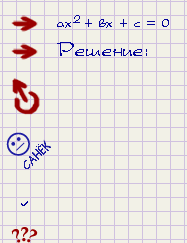 ax² + вx + c = 0
Решение:
САНЁК
???